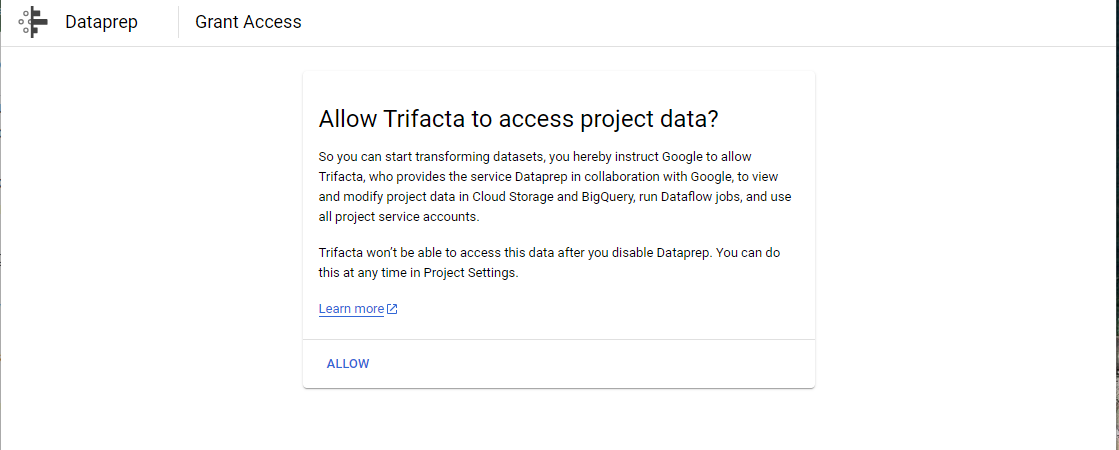 Dataprep Grant Access
Allow Trifacta to access project data?
So you can start transforming datasets, you hereby instruct Google to allow
Trifacta, who provides the service Dataprep in collaboration with Google, to view
and modify project data in Cloud Storage and BigQuery, run Dataflow jobs, and use
all project service accounts.
Trifacta won't be able to access this data after you disable Dataprep. You can do
this at any time in Project Settings.
Learn more
ALLOW